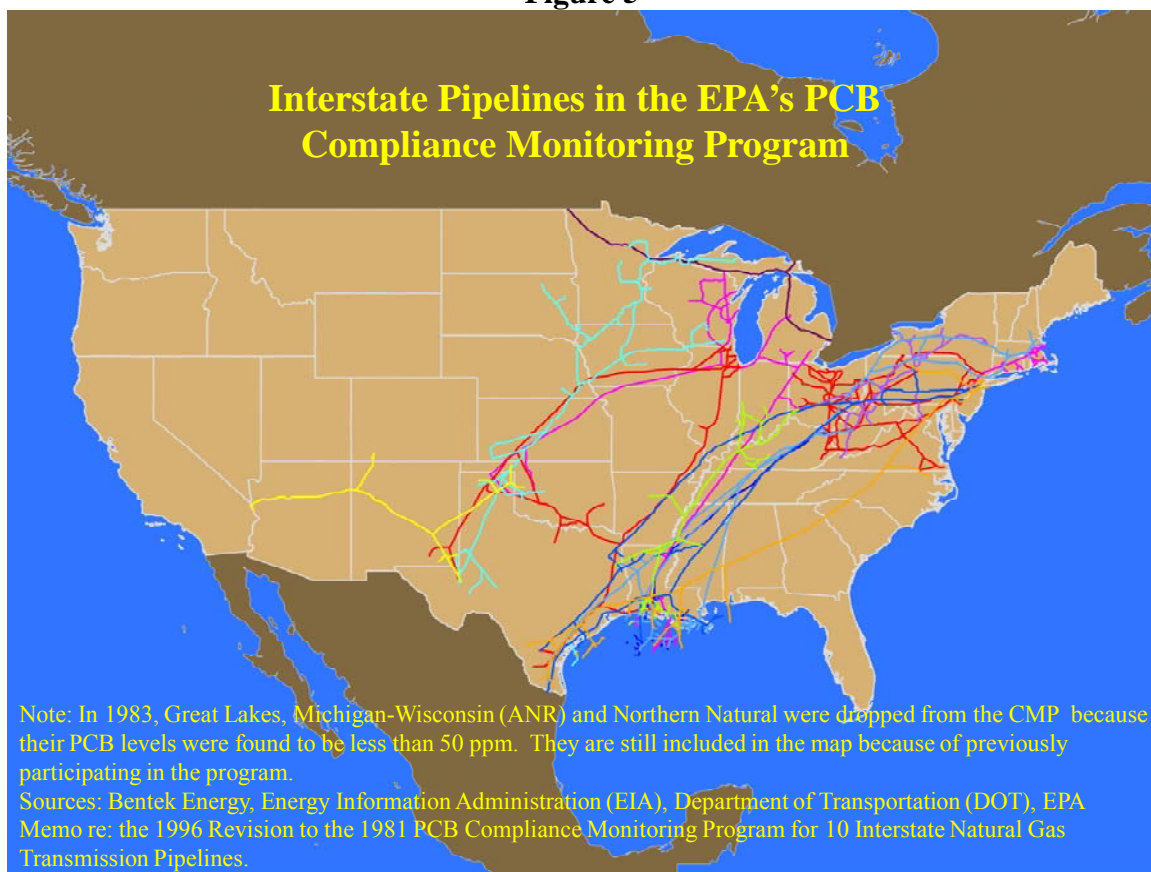 Figure 3
Interstate Pipelines in the EPA's PCB
Compliance Monitoring Program
Note: In 1983, Great Lakes, Michigan-Wisconsin (ANR) and Northern Natural were dropped from the CMP because
their PCB levels were found to be less than 50 ppm. They are still included in the map because of previously
participating in the program.
Sources: Bentek Energy, Energy Information Administration (EIA), Department of Transportation (DOT), EPA
Memo re: the 1996 Revision to the 1981 PCB Compliance Monitoring Program for 10 Interstate Natural Gas
Transmission Pipelines.